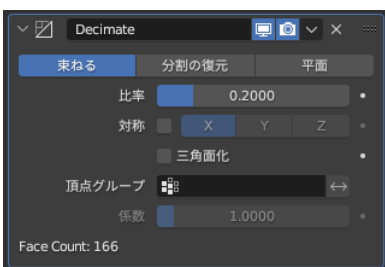 Decimate
束ねる 分割の復元 平面
比率 0.2000
対称 X Y Z
三角面化
頂点グループ
係数 1.0000
Face Count: 166